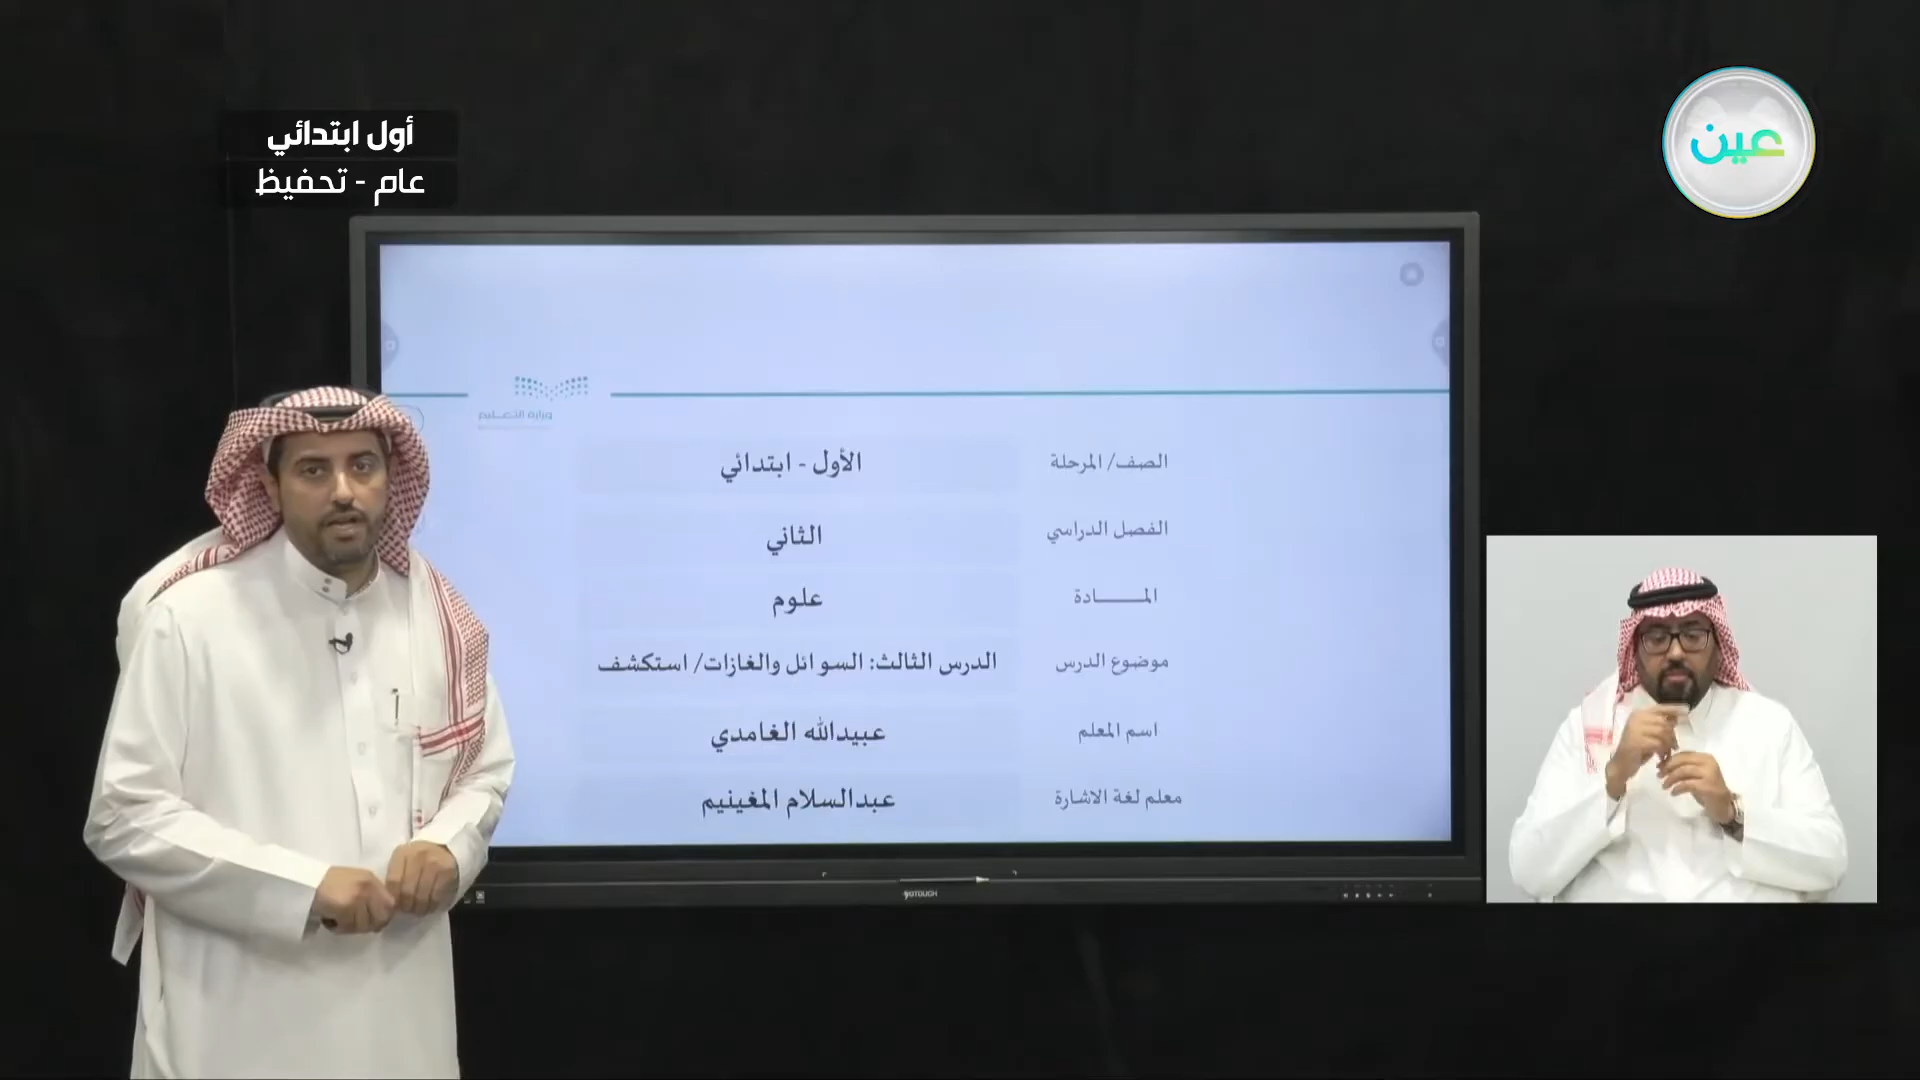 أول ابتدائي
عام - تحفيظ
عين
وزارة التعليم
الصف/ المرحلة
الأول - ابتدائي
الفصل الدراسي
الثاني
المـــــادة
علوم
موضوع الدرس
الدرس الثالث: السوائل والغازات/ استكشف
اسم المعلم
عبيدالله الغامدي
معلم لغة الاشارة
عبدالسلام المغينيم